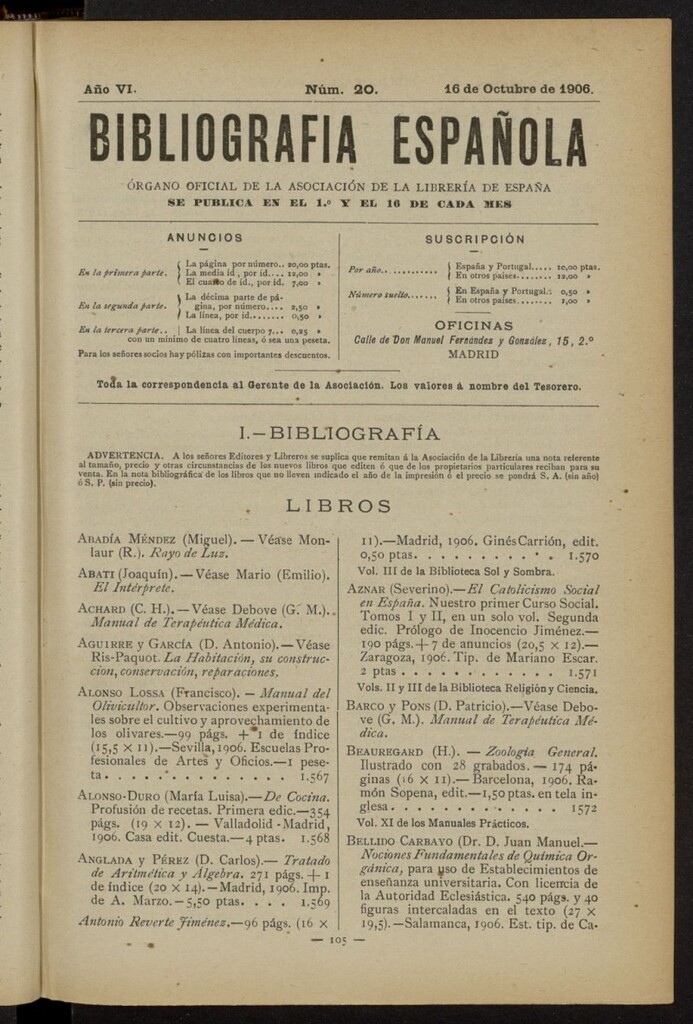 Año VI. Núm. 20. 16 de Octubre de 1906.
BIBLIOGRAFIA ESPAÑOLA
ÓRGANO OFICIAL DE LA ASOCIACIÓN DE LA LIBRERÍA DE ESPAÑA
SE PUBLICA EN EL 1.º Y EL 16 DE CADA MES
ANUNCIOS
En la primera parte. { La página por número.. 20,00 ptas.
La media id, por id.... 12,00 »
El cuarto de id., por id. 7,00 »
En la segunda parte. { La décima parte de pá-
gina, por número.... 2,50 »
La línea, por id....... 0,50 »
En la tercera parte.. | La línea del cuerpo 7... 0,25 »
con un mínimo de cuatro líneas, ó sea una peseta.
Para los señores socios hay pólizas con importantes descuentos.
SUSCRIPCIÓN
Por año........... { España y Portugal..... 10,00 ptas.
En otros países....... 12,00 »
Número suelto....... { En España y Portugal.: 0,50 »
En otros países........ 1,00 »
OFICINAS
Calle de Don Manuel Fernández y González, 15, 2.º
MADRID
Toda la correspondencia al Gerente de la Asociación. Los valores á nombre del Tesorero.
I.—BIBLIOGRAFÍA
ADVERTENCIA. A los señores Editores y Libreros se suplica que remitan á la Asociación de la Librería una nota referente
al tamaño, precio y otras circunstancias de los nuevos libros que editen ó que de los propietarios particulares reciban para su
venta. En la nota bibliográfica de los libros que no lleven indicado el año de la impresión ó el precio se pondrá S. A. (sin año)
ó S. P. (sin precio).
LIBROS
ABADÍA MÉNDEZ (Miguel). — Véase Mon-
laur (R.). Rayo de Luz.
ABATI (Joaquín). — Véase Mario (Emilio).
El Intérprete.
ACHARD (C. H.). — Véase Debove (G. M.).
Manual de Terapéutica Médica.
AGUIRRE y GARCÍA (D. Antonio). — Véase
Ris-Paquot. La Habitación, su construc-
cion, conservación, reparaciones.
ALONSO LOSSA (Francisco). — Manual del
Olivicultor. Observaciones experimenta-
les sobre el cultivo y aprovechamiento de
los olivares.—99 págs. + 1 de índice
(15,5 × 11).—Sevilla, 1906. Escuelas Pro-
fesionales de Artes y Oficios.—1 pese-
ta. . . . . . . . . . . . . . . 1.567
ALONSO-DURO (María Luisa).—De Cocina.
Profusión de recetas. Primera edic.—354
págs. (19 × 12). — Valladolid - Madrid,
1906. Casa edit. Cuesta.—4 ptas. 1.568
ANGLADA y PÉREZ (D. Carlos).— Tratado
de Aritmética y Algebra. 271 págs. + 1
de índice (20 × 14).—Madrid, 1906. Imp.
de A. Marzo.—5,50 ptas. . . . 1.569
Antonio Reverte Jiménez.—96 págs. (16 ×
11).—Madrid, 1906. Ginés Carrión, edit.
0,50 ptas. . . . . . . . . . . . 1.570
Vol. III de la Biblioteca Sol y Sombra.
AZNAR (Severino).—El Catolicismo Social
en España. Nuestro primer Curso Social.
Tomos I y II, en un solo vol. Segunda
edic. Prólogo de Inocencio Jiménez.—
190 págs. + 7 de anuncios (20,5 × 12).—
Zaragoza, 1906. Tip. de Mariano Escar.
2 ptas . . . . . . . . . . . . 1.571
Vols. II y III de la Biblioteca Religión y Ciencia.
BARCO y PONS (D. Patricio).—Véase Debo-
ve (G. M.). Manual de Terapéutica Mé-
dica.
BEAUREGARD (H.). — Zoología General.
Ilustrado con 28 grabados. — 174 pá-
ginas (16 × 11).— Barcelona, 1906. Ra-
món Sopena, edit.—1,50 ptas. en tela in-
glesa. . . . . . . . . . . . . . 1572
Vol. XI de los Manuales Prácticos.
BELLIDO CARBAYO (Dr. D. Juan Manuel.—
Nociones Fundamentales de Química Or-
gánica, para uso de Establecimientos de
enseñanza universitaria. Con licencia de
la Autoridad Eclesiástica. 540 págs. y 40
figuras intercaladas en el texto (27 ×
19,5).—Salamanca, 1906. Est. tip. de Ca-
— 105 —